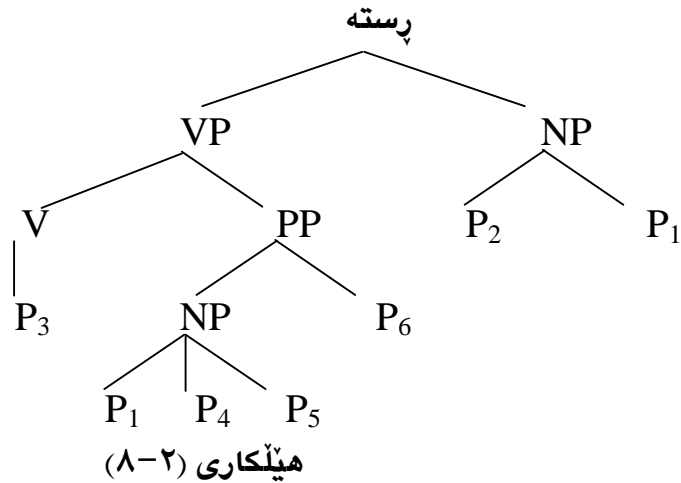 ڕستە
VP NP
V PP P₂ P₁
P₃ NP P₆
P₁ P₄ P₅
هێڵکاری (٢-٨)